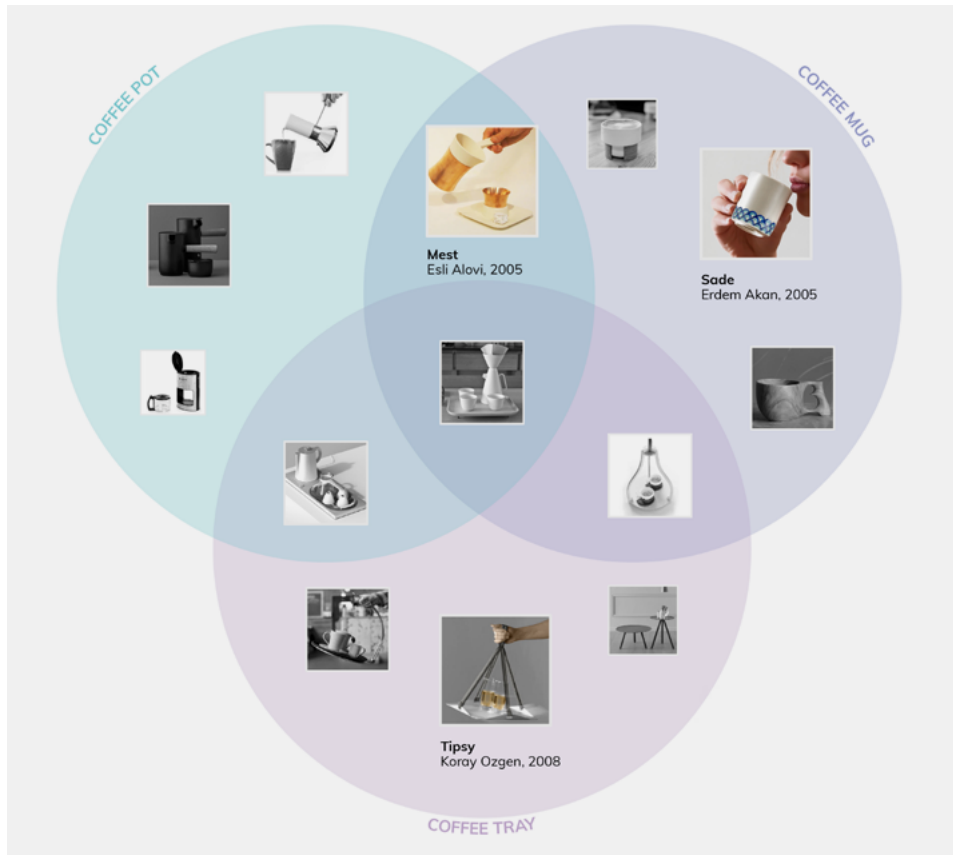 COFFEE POT
COFFEE MUG
Mest
Esli Alovi, 2005
Sade
Erdem Akan, 2005
Tipsy
Koray Ozgen, 2008
COFFEE TRAY